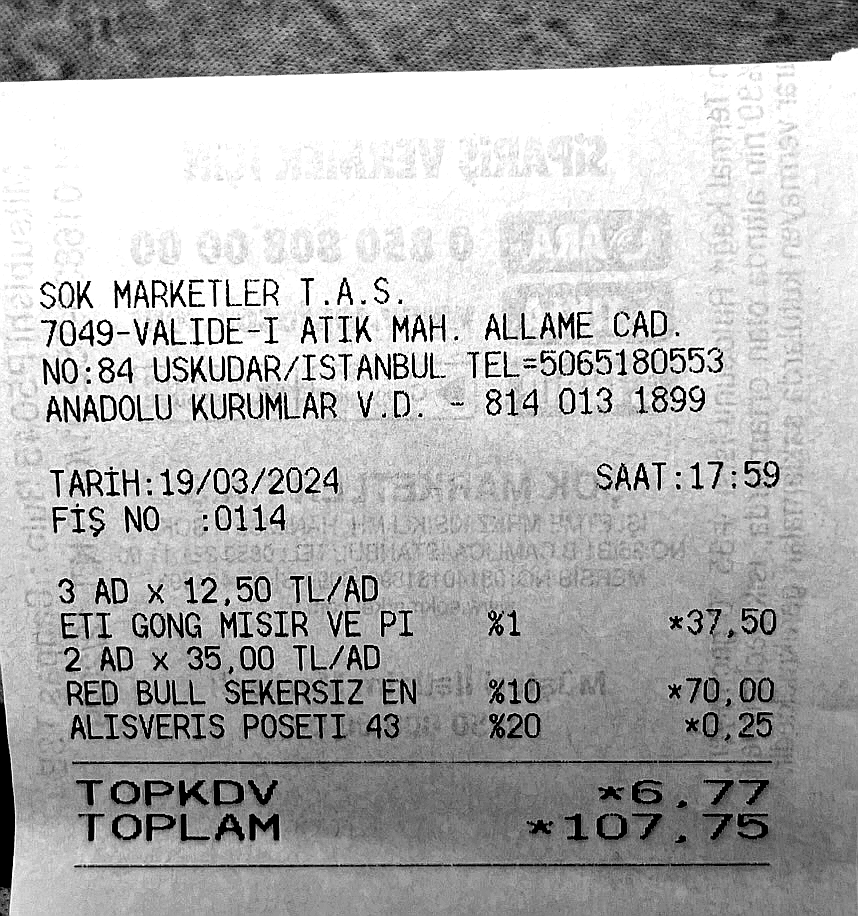 SOK MARKETLER T.A.S.
7049-VALIDE-I ATIK MAH. ALLAME CAD.
NO:84 USKUDAR/ISTANBUL TEL=5065180553
ANADOLU KURUMLAR V.D. - 814 013 1899
TARİH:19/03/2024 SAAT:17:59
FİŞ NO :0114
3 AD x 12,50 TL/AD
ETI GONG MISIR VE PI %1 *37,50
2 AD x 35,00 TL/AD
RED BULL SEKERSIZ EN %10 *70,00
ALISVERIS POSETI 43 %20 *0,25
TOPKDV *6,77
TOPLAM *107,75